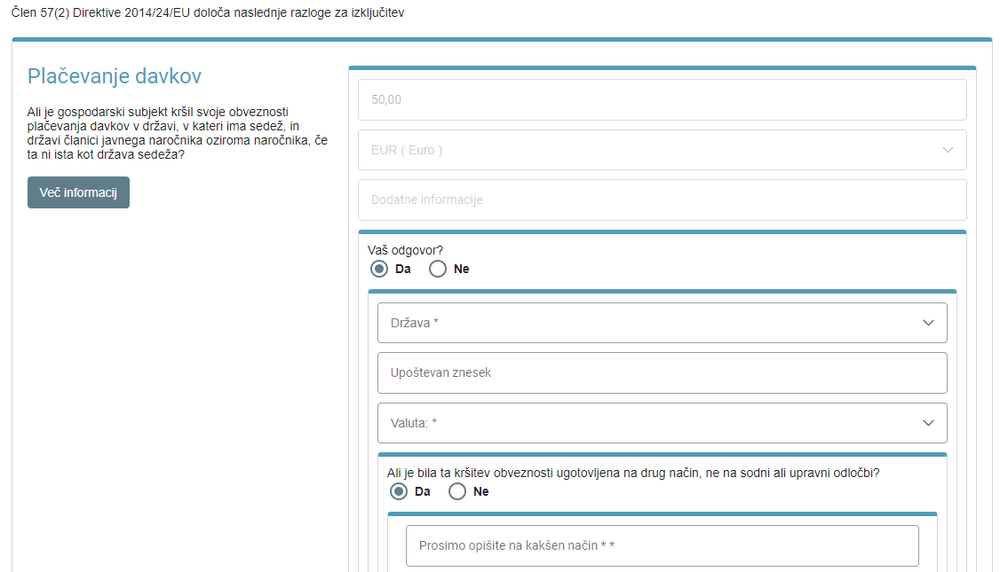 Člen 57(2) Direktive 2014/24/EU določa naslednje razloge za izključitev
Plačevanje davkov
Ali je gospodarski subjekt kršil svoje obveznosti
plačevanja davkov v državi, v kateri ima sedež, in
državi članici javnega naročnika oziroma naročnika, če
ta ni ista kot država sedeža?
Več informacij
50,00
EUR ( Euro )
Dodatne informacije
Vaš odgovor?
Da Ne
Država *
Upoštevan znesek
Valuta: *
Ali je bila ta kršitev obveznosti ugotovljena na drug način, ne na sodni ali upravni odločbi?
Da Ne
Prosimo opišite na kakšen način * *